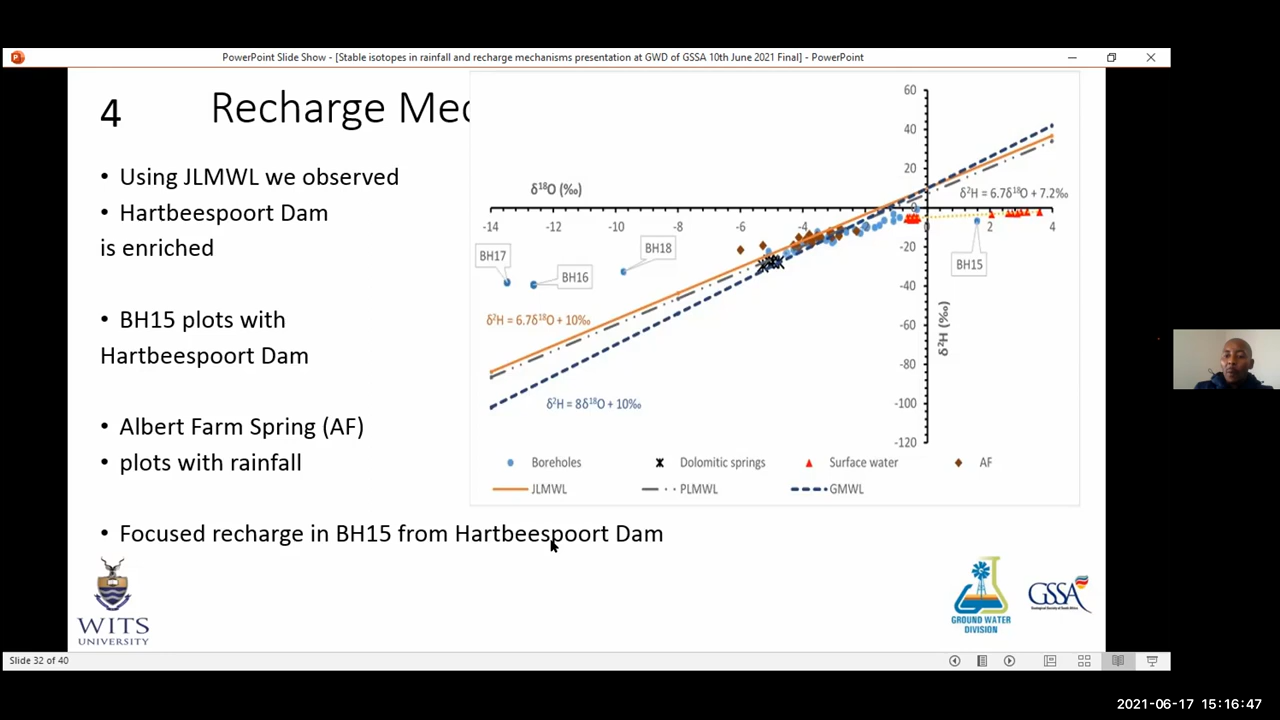 PowerPoint Slide Show - [Stable isotopes in rainfall and recharge mechanisms presentation at GWD of GSSA 10th June 2021 Final] - PowerPoint
4
Recharge Mec
• Using JLMWL we observed
• Hartbeespoort Dam
is enriched
• BH15 plots with
Hartbeespoort Dam
• Albert Farm Spring (AF)
• plots with rainfall
• Focused recharge in BH15 from Hartbeespoort Dam
60
40
20
δ¹⁸O (‰)
δ²H = 6.7δ¹⁸O + 7.2‰
0
-14 -12 -10 -8 -6 -4 0 2 4
-20
BH17
BH16
BH18
BH15
-40
-60
-80
-100
-120
δ²H (‰)
δ²H = 6.7δ¹⁸O + 10‰
δ²H = 8δ¹⁸O + 10‰
Boreholes Dolomitic springs Surface water AF
JLMWL PLMWL GMWL
WITS
UNIVERSITY
GROUND WATER
DIVISION
GSSA
Slide 32 of 40
2021-06-17 15:16:47